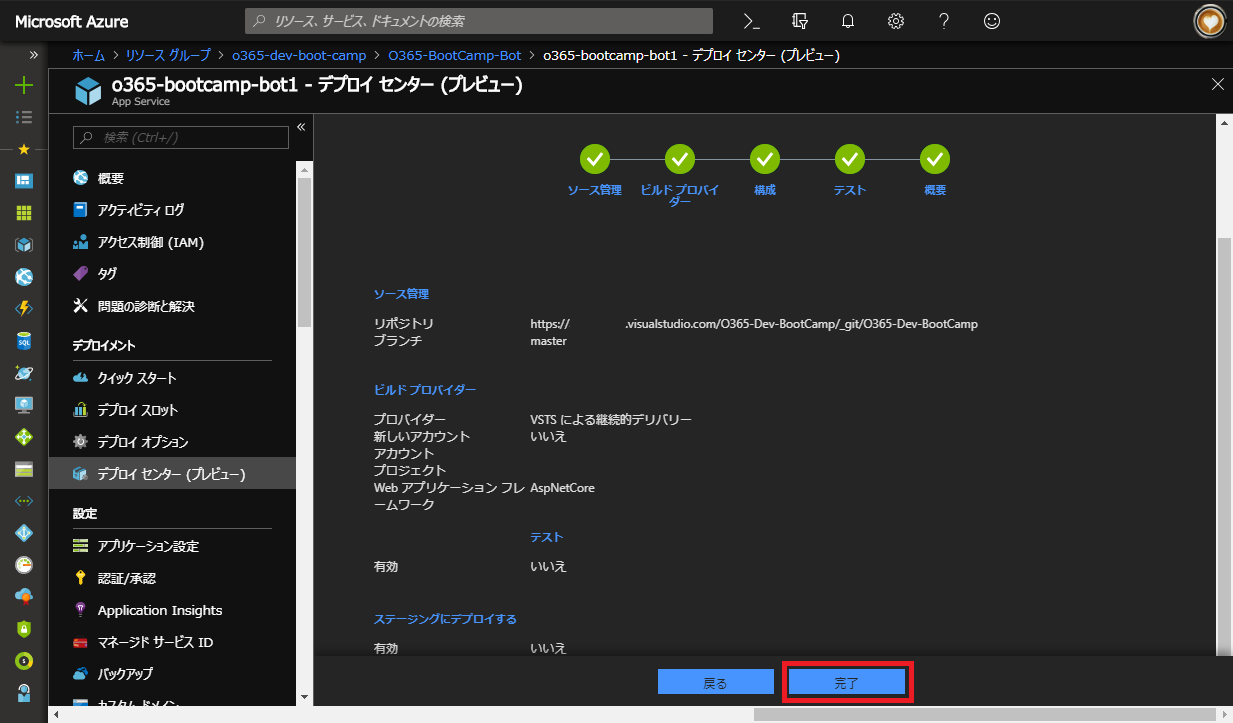 Microsoft Azure
リソース、サービス、ドキュメントの検索
ホーム > リソース グループ > o365-dev-boot-camp > O365-BootCamp-Bot > o365-bootcamp-bot1 - デプロイ センター (プレビュー)
o365-bootcamp-bot1 - デプロイ センター (プレビュー)
App Service
検索 (Ctrl+/)
概要
アクティビティ ログ
アクセス制御 (IAM)
タグ
問題の診断と解決
デプロイメント
クイック スタート
デプロイ スロット
デプロイ オプション
デプロイ センター (プレビュー)
設定
アプリケーション設定
認証/承認
Application Insights
マネージド サービス ID
バックアップ
カスタム ドメイン
ソース管理
ビルド プロバイ
ダー
構成
テスト
概要
ソース管理
リポジトリ https:// .visualstudio.com/O365-Dev-BootCamp/_git/O365-Dev-BootCamp
ブランチ master
ビルド プロバイダー
プロバイダー VSTS による継続的デリバリー
新しいアカウント いいえ
アカウント
プロジェクト
Web アプリケーション フレ AspNetCore
ームワーク
テスト
有効 いいえ
ステージングにデプロイする
有効 いいえ
戻る
完了